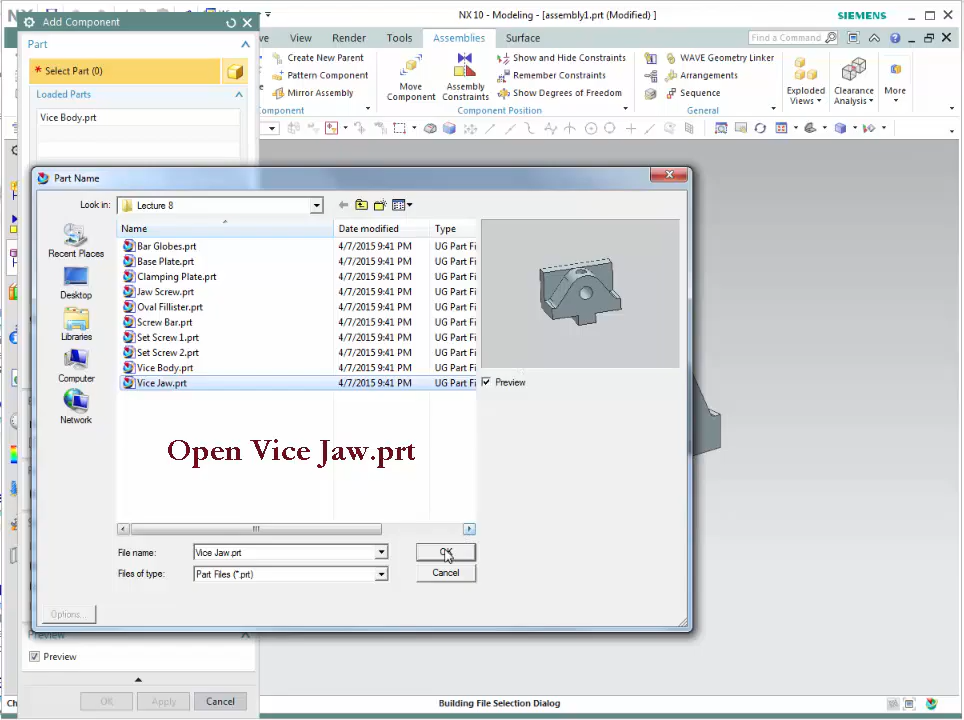 NX 10 - Modeling - [assembly1.prt (Modified) ]
SIEMENS
Add Component
View
Render
Tools
Assemblies
Surface
Find a Command
Part
* Select Part (0)
Loaded Parts
Vice Body.prt
Create New Parent
Pattern Component
Mirror Assembly
Move
Component
Assembly
Constraints
Show and Hide Constraints
Remember Constraints
Show Degrees of Freedom
Component Position
WAVE Geometry Linker
Arrangements
Sequence
General
Exploded
Views
Clearance
Analysis
More
Part Name
Look in:
Lecture 8
Recent Places
Desktop
Libraries
Computer
Network
Name
Date modified
Type
Bar Globes.prt 4/7/2015 9:41 PM UG Part Fi
Base Plate.prt 4/7/2015 9:41 PM UG Part Fi
Clamping Plate.prt 4/7/2015 9:41 PM UG Part Fi
Jaw Screw.prt 4/7/2015 9:41 PM UG Part Fi
Oval Fillister.prt 4/7/2015 9:41 PM UG Part Fi
Screw Bar.prt 4/7/2015 9:41 PM UG Part Fi
Set Screw 1.prt 4/7/2015 9:41 PM UG Part Fi
Set Screw 2.prt 4/7/2015 9:41 PM UG Part Fi
Vice Body.prt 4/7/2015 9:41 PM UG Part Fi
Vice Jaw.prt 4/7/2015 9:41 PM UG Part Fi
Preview
Open Vice Jaw.prt
File name:
Vice Jaw.prt
OK
Files of type:
Part Files (*.prt)
Cancel
Options...
Preview
Preview
OK
Apply
Cancel
Building File Selection Dialog